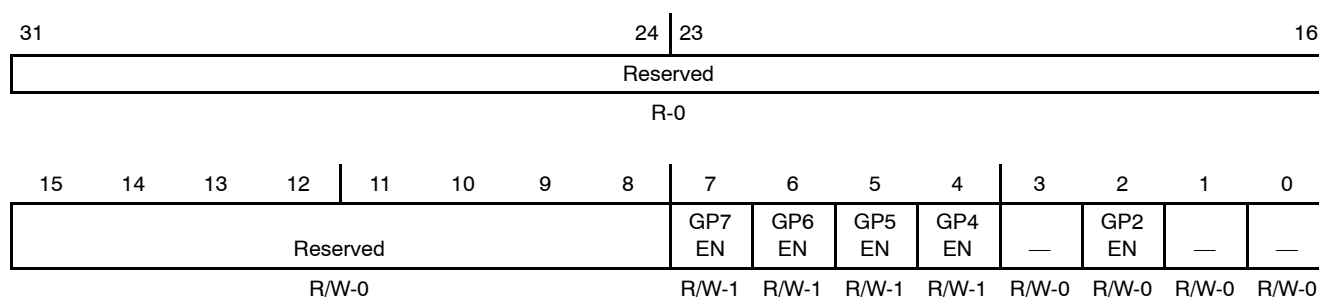 31 24 23 16
Reserved
R-0
15 14 13 12 11 10 9 8 7 6 5 4 3 2 1 0
GP7 GP6 GP5 GP4 GP2
Reserved EN EN EN EN — EN — —
R/W-0 R/W-1 R/W-1 R/W-1 R/W-1 R/W-0 R/W-0 R/W-0 R/W-0